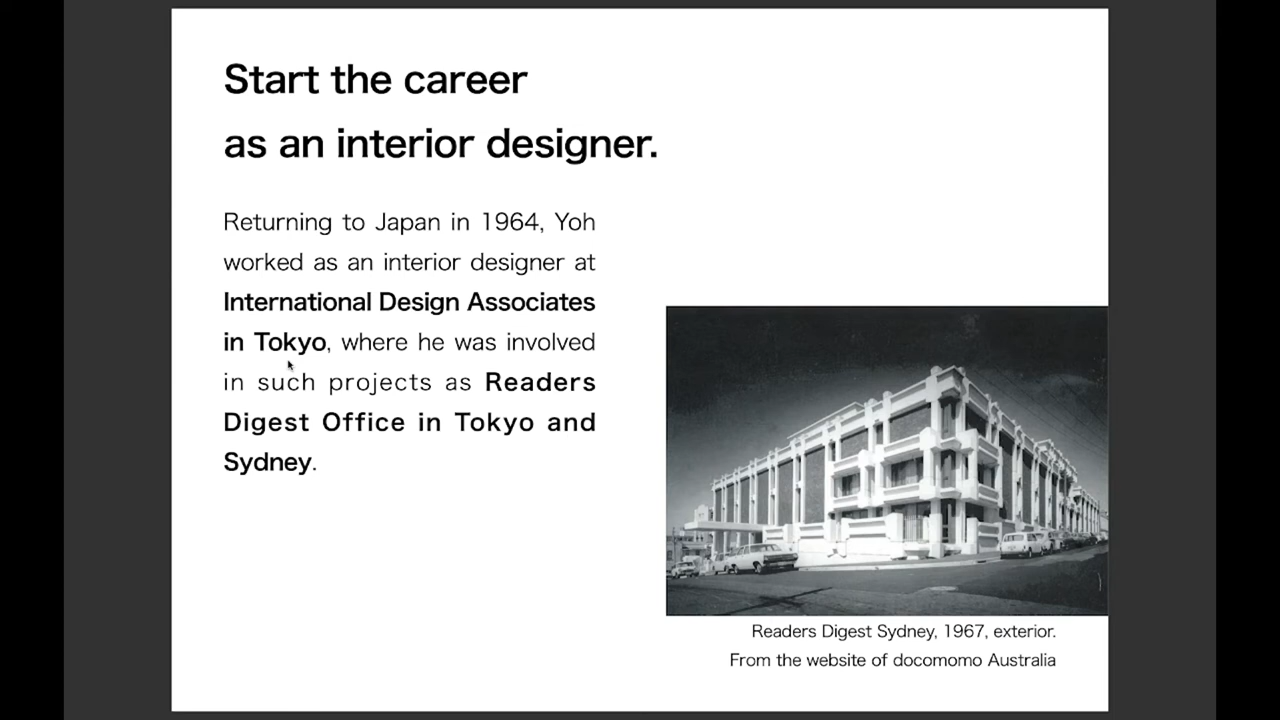 Start the career
as an interior designer.
Returning to Japan in 1964, Yoh
worked as an interior designer at
International Design Associates
in Tokyo, where he was involved
in such projects as Readers
Digest Office in Tokyo and
Sydney.
Readers Digest Sydney, 1967, exterior.
From the website of docomomo Australia